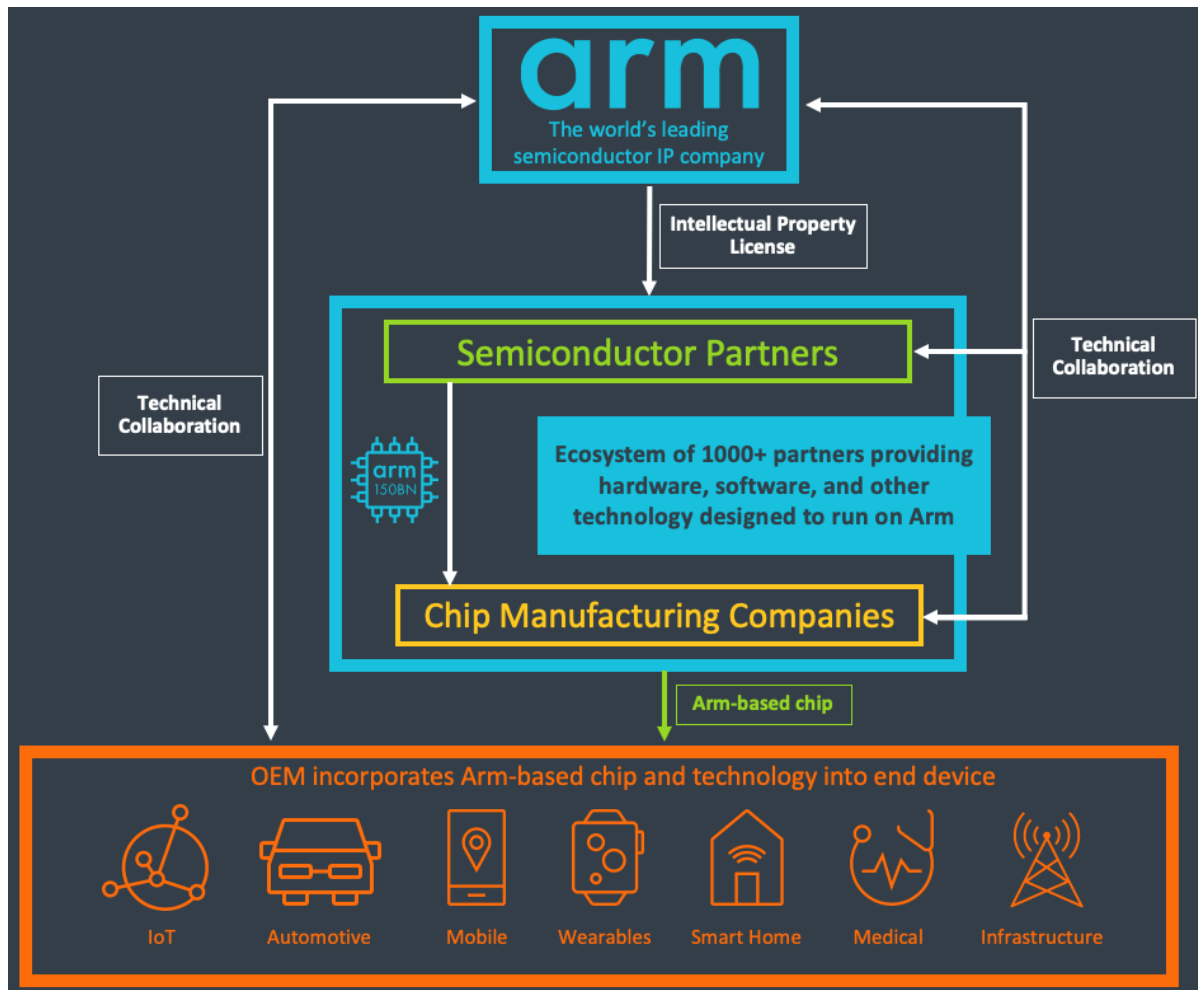 arm
The world's leading
semiconductor IP company
Intellectual Property
License
Semiconductor Partners
Technical
Collaboration
Technical
Collaboration
arm
150BN
Ecosystem of 1000+ partners providing
hardware, software, and other
technology designed to run on Arm
Chip Manufacturing Companies
Arm-based chip
OEM incorporates Arm-based chip and technology into end device
IoT
Automotive
Mobile
Wearables
Smart Home
Medical
Infrastructure